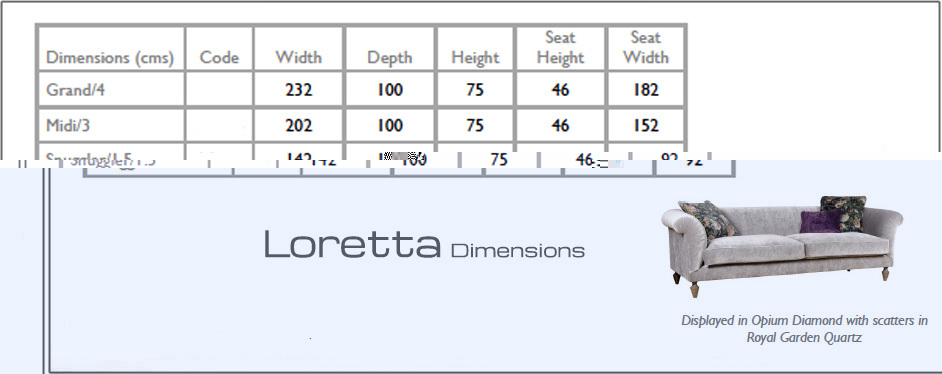 Dimensions (cms) Code Width Depth Height Seat Height Seat Width
Grand/4 232 100 75 46 182
Midi/3 202 100 75 46 152
142 100 75 46 92
Loretta Dimensions
Displayed in Opium Diamond with scatters in
Royal Garden Quartz